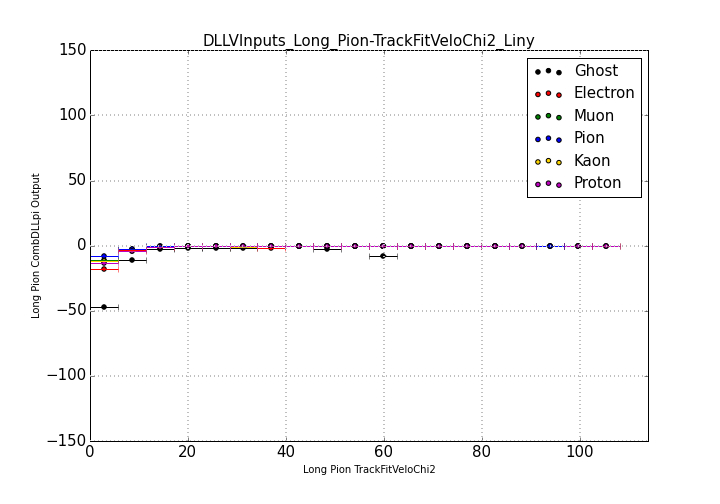 DLLVInputs_Long_Pion-TrackFitVeloChi2_Liny
150
100
50
0
−50
−100
−150
Long Pion CombDLLpi Output
Ghost
Electron
Muon
Pion
Kaon
Proton
0 20 40 60 80 100
Long Pion TrackFitVeloChi2